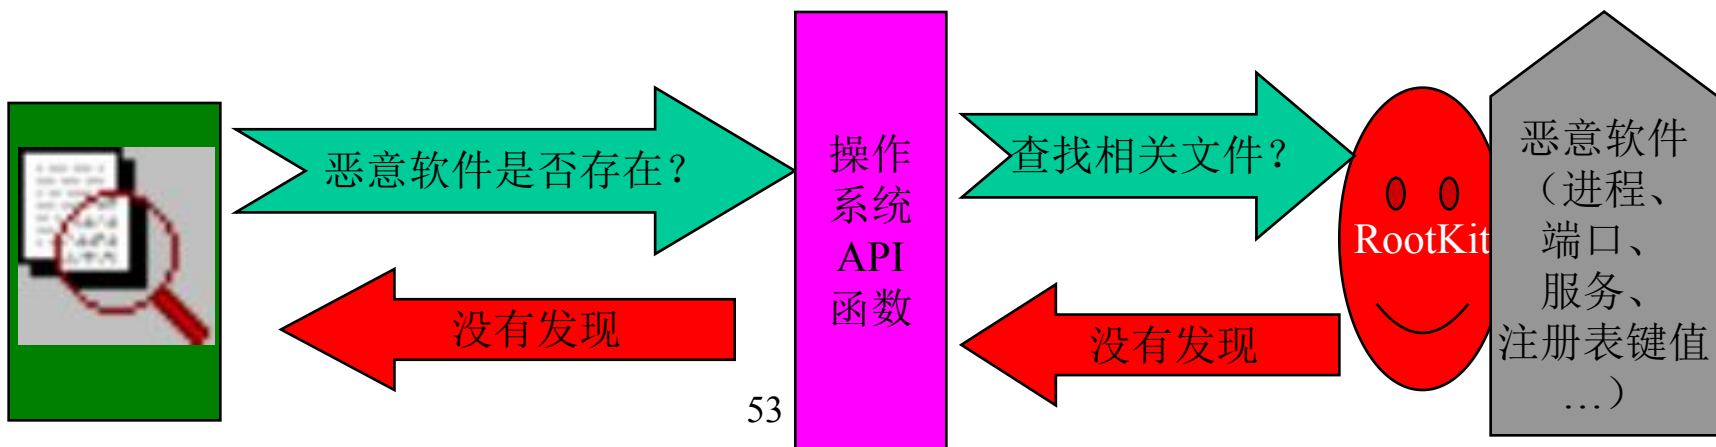 恶意软件是否存在？
没有发现
53
操作
系统
API
函数
查找相关文件？
没有发现
RootKit
恶意软件
（进程、
端口、
服务、
注册表键值
…）